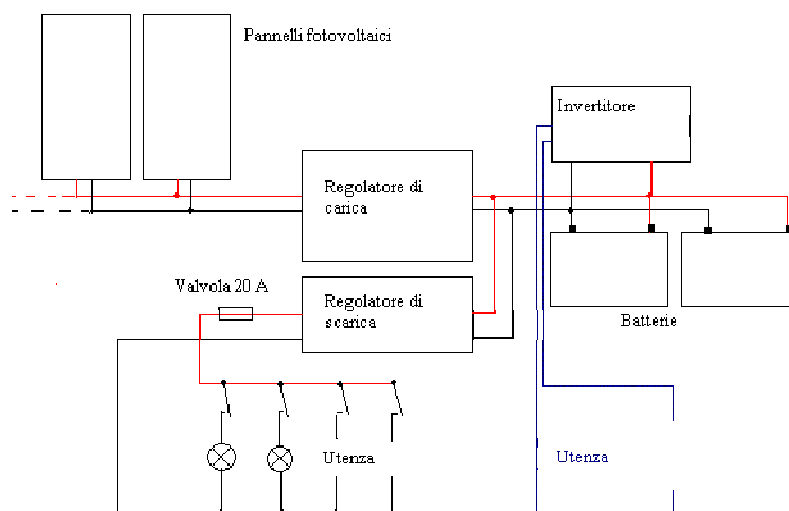 Pannelli fotovoltaici
Invertitore
Regolatore di
carica
Valvola 20 A
Regolatore di
scarica
Batterie
Utenza
Utenza